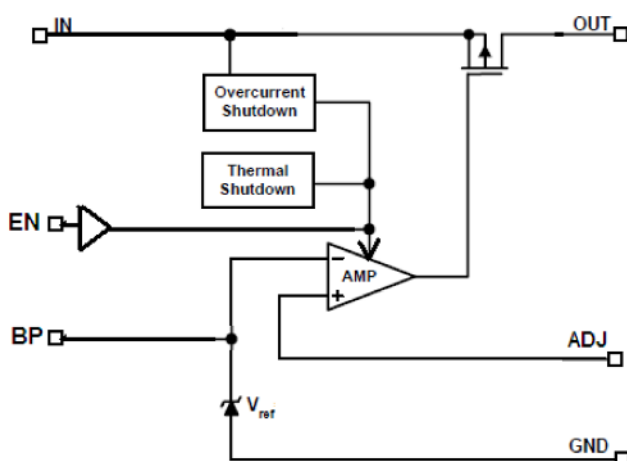 IN
OUT
Overcurrent
Shutdown
Thermal
Shutdown
EN
−
AMP
+
BP
ADJ
Vref
GND